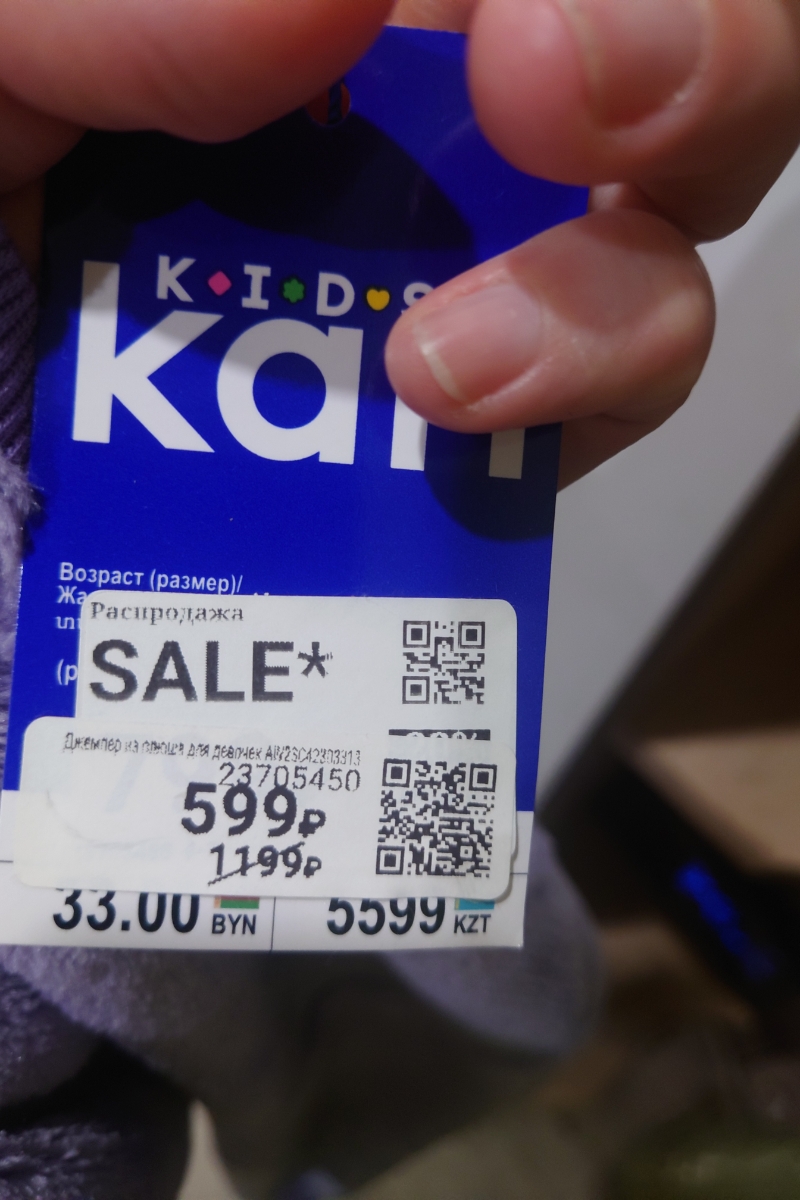 KIDS
kari
Возраст (размер)/
Распродажа
SALE*
Джемпер из плюша для девочек AW2SC42303313
23705450
599₽
1199₽
33.00 BYN
5599 KZT